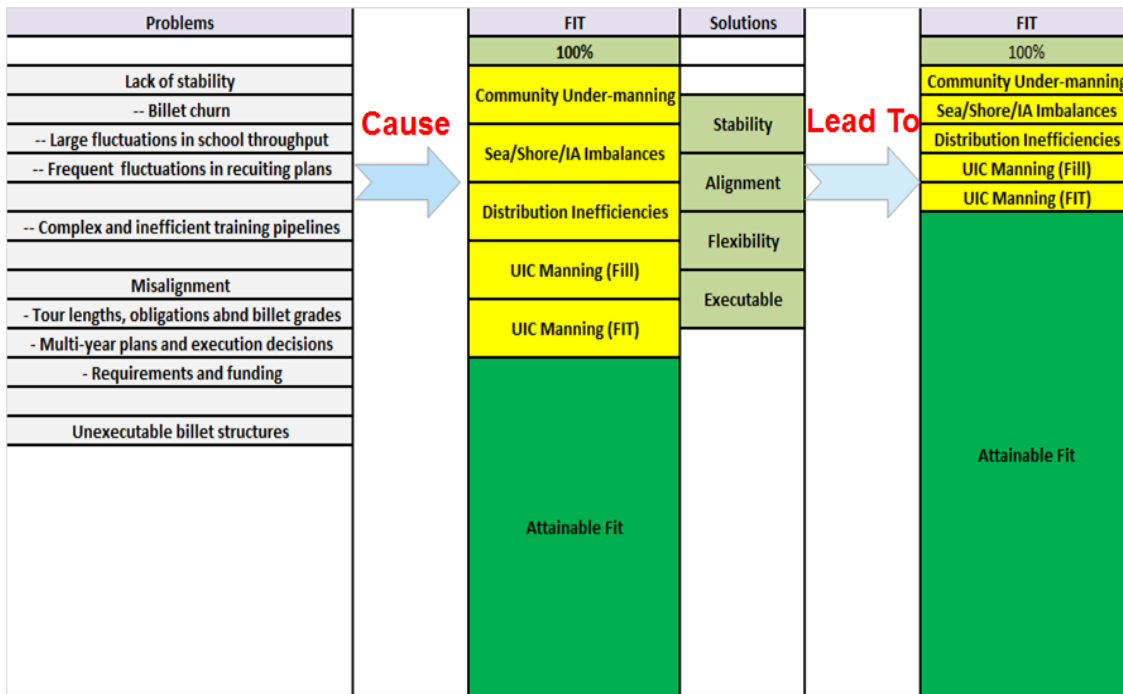 Problems
Lack of stability
-- Billet churn
-- Large fluctuations in school throughput
-- Frequent fluctuations in recuiting plans
-- Complex and inefficient training pipelines
Misalignment
- Tour lengths, obligations abnd billet grades
- Multi-year plans and execution decisions
- Requirements and funding
Unexecutable billet structures
Cause
FIT
100%
Community Under-manning
Sea/Shore/IA Imbalances
Distribution Inefficiencies
UIC Manning (Fill)
UIC Manning (FIT)
Attainable Fit
Solutions
Stability
Alignment
Flexibility
Executable
Lead To
FIT
100%
Community Under-manning
Sea/Shore/IA Imbalances
Distribution Inefficiencies
UIC Manning (Fill)
UIC Manning (FIT)
Attainable Fit